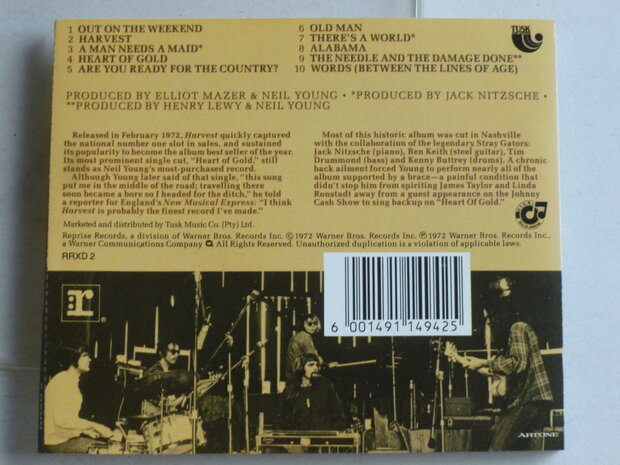 1 OUT ON THE WEEKEND
2 HARVEST
3 A MAN NEEDS A MAID*
4 HEART OF GOLD
5 ARE YOU READY FOR THE COUNTRY?
6 OLD MAN
7 THERE'S A WORLD*
8 ALABAMA
9 THE NEEDLE AND THE DAMAGE DONE**
10 WORDS (BETWEEN THE LINES OF AGE)
TUSK
PRODUCED BY ELLIOT MAZER & NEIL YOUNG • *PRODUCED BY JACK NITZSCHE •
**PRODUCED BY HENRY LEWY & NEIL YOUNG
Released in February 1972, Harvest quickly captured
the national number one slot in sales, and sustained
its popularity to become the album best seller of the year.
Its most prominent single cut, "Heart of Gold," still
stands as Neil Young's most-purchased record.
Although Young later said of that single, "this song
put me in the middle of the road; travelling there
soon became a bore so I headed for the ditch," he told
a reporter for England's New Musical Express: "I think
Harvest is probably the finest record I've made."
Most of this historic album was cut in Nashville
with the collaboration of the legendary Stray Gators:
Jack Nitzsche (piano), Ben Keith (steel guitar), Tim
Drummond (bass) and Kenny Buttrey (drums). A chronic
back ailment forced Young to perform nearly all of the
album supported by a brace—a painful condition that
didn't stop him from spiriting James Taylor and Linda
Ronstadt away from a guest appearance on the Johnny
Cash Show to sing backup on "Heart Of Gold."
Marketed and distributed by Tusk Music Co. (Pty) Ltd.
Reprise Records, a division of Warner Bros. Records Inc. ©1972 Warner Bros. Records Inc. ℗1972 Warner Bros. Records Inc.,
a Warner Communications Company. All Rights Reserved. Unauthorized duplication is a violation of applicable laws.
RRXD 2
:r
6 001491 149425
ARTONE